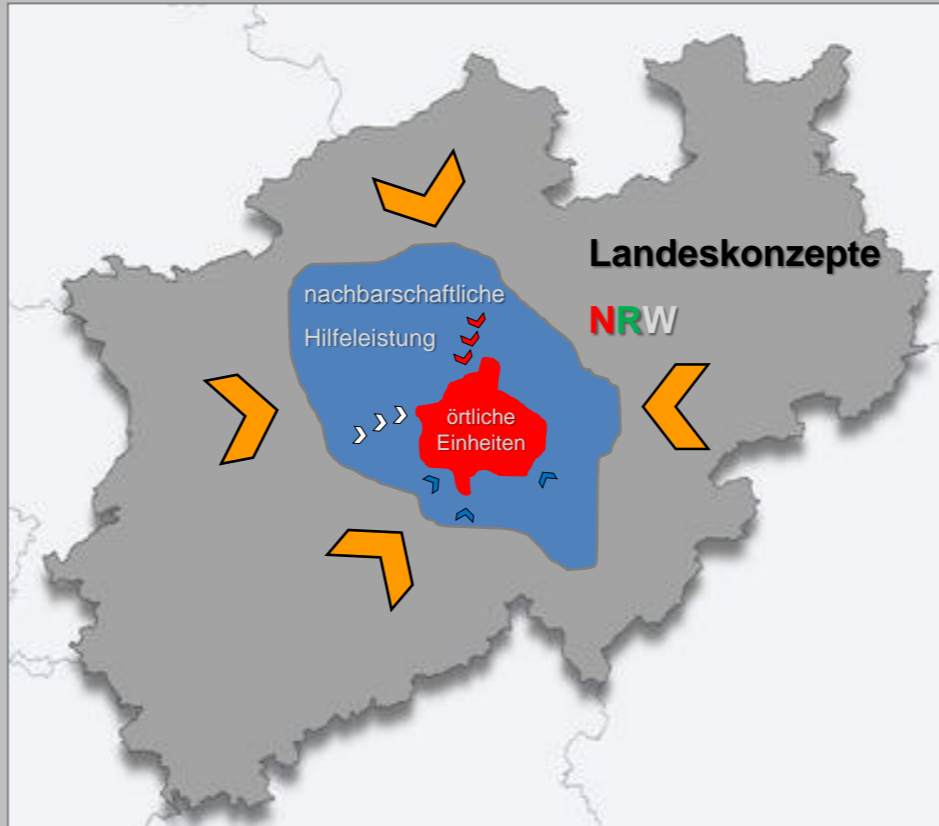 Landeskonzepte
NRW
nachbarschaftliche
Hilfeleistung
örtliche
Einheiten